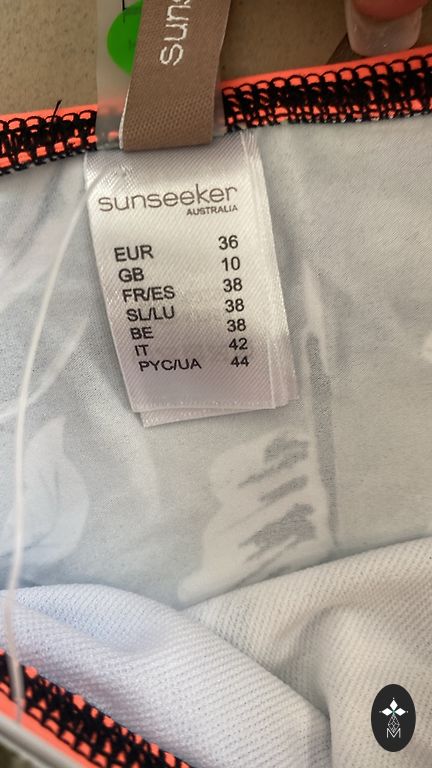 sun
sunseeker
AUSTRALIA
EUR 36
GB 10
FR/ES 38
SL/LU 38
BE 38
IT 42
PYC/UA 44
M